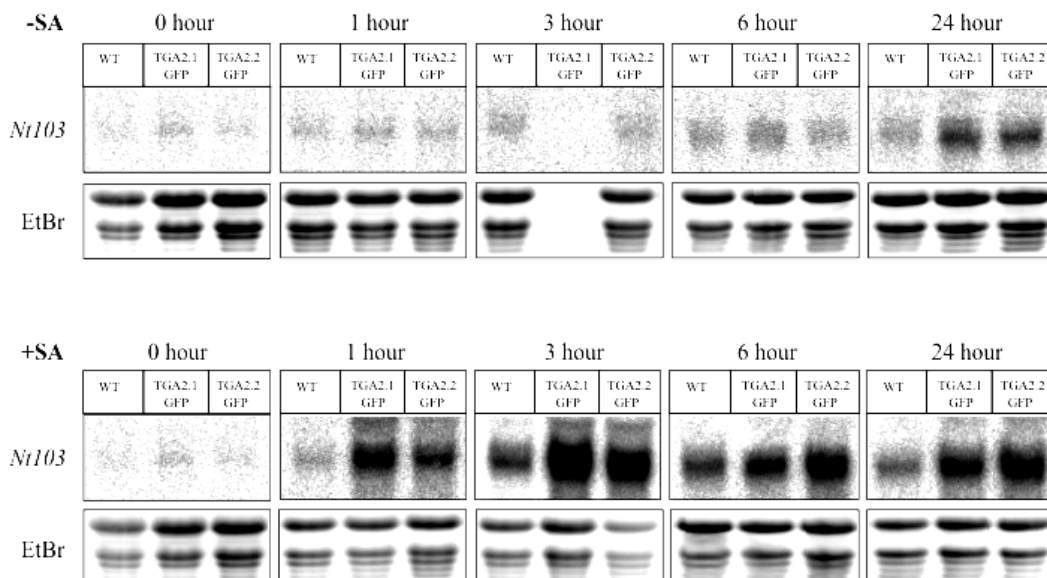 -SA 0 hour 1 hour 3 hour 6 hour 24 hour
WT TGA2.1 TGA2.2 WT TGA2.1 TGA2.2 WT TGA2.1 TGA2.2 WT TGA2.1 TGA2.2 WT TGA2.1 TGA2.2
GFP GFP GFP GFP GFP GFP GFP GFP GFP GFP
Nt103
EtBr
+SA 0 hour 1 hour 3 hour 6 hour 24 hour
WT TGA2.1 TGA2.2 WT TGA2.1 TGA2.2 WT TGA2.1 TGA2.2 WT TGA2.1 TGA2.2 WT TGA2.1 TGA2.2
GFP GFP GFP GFP GFP GFP GFP GFP GFP GFP
Nt103
EtBr